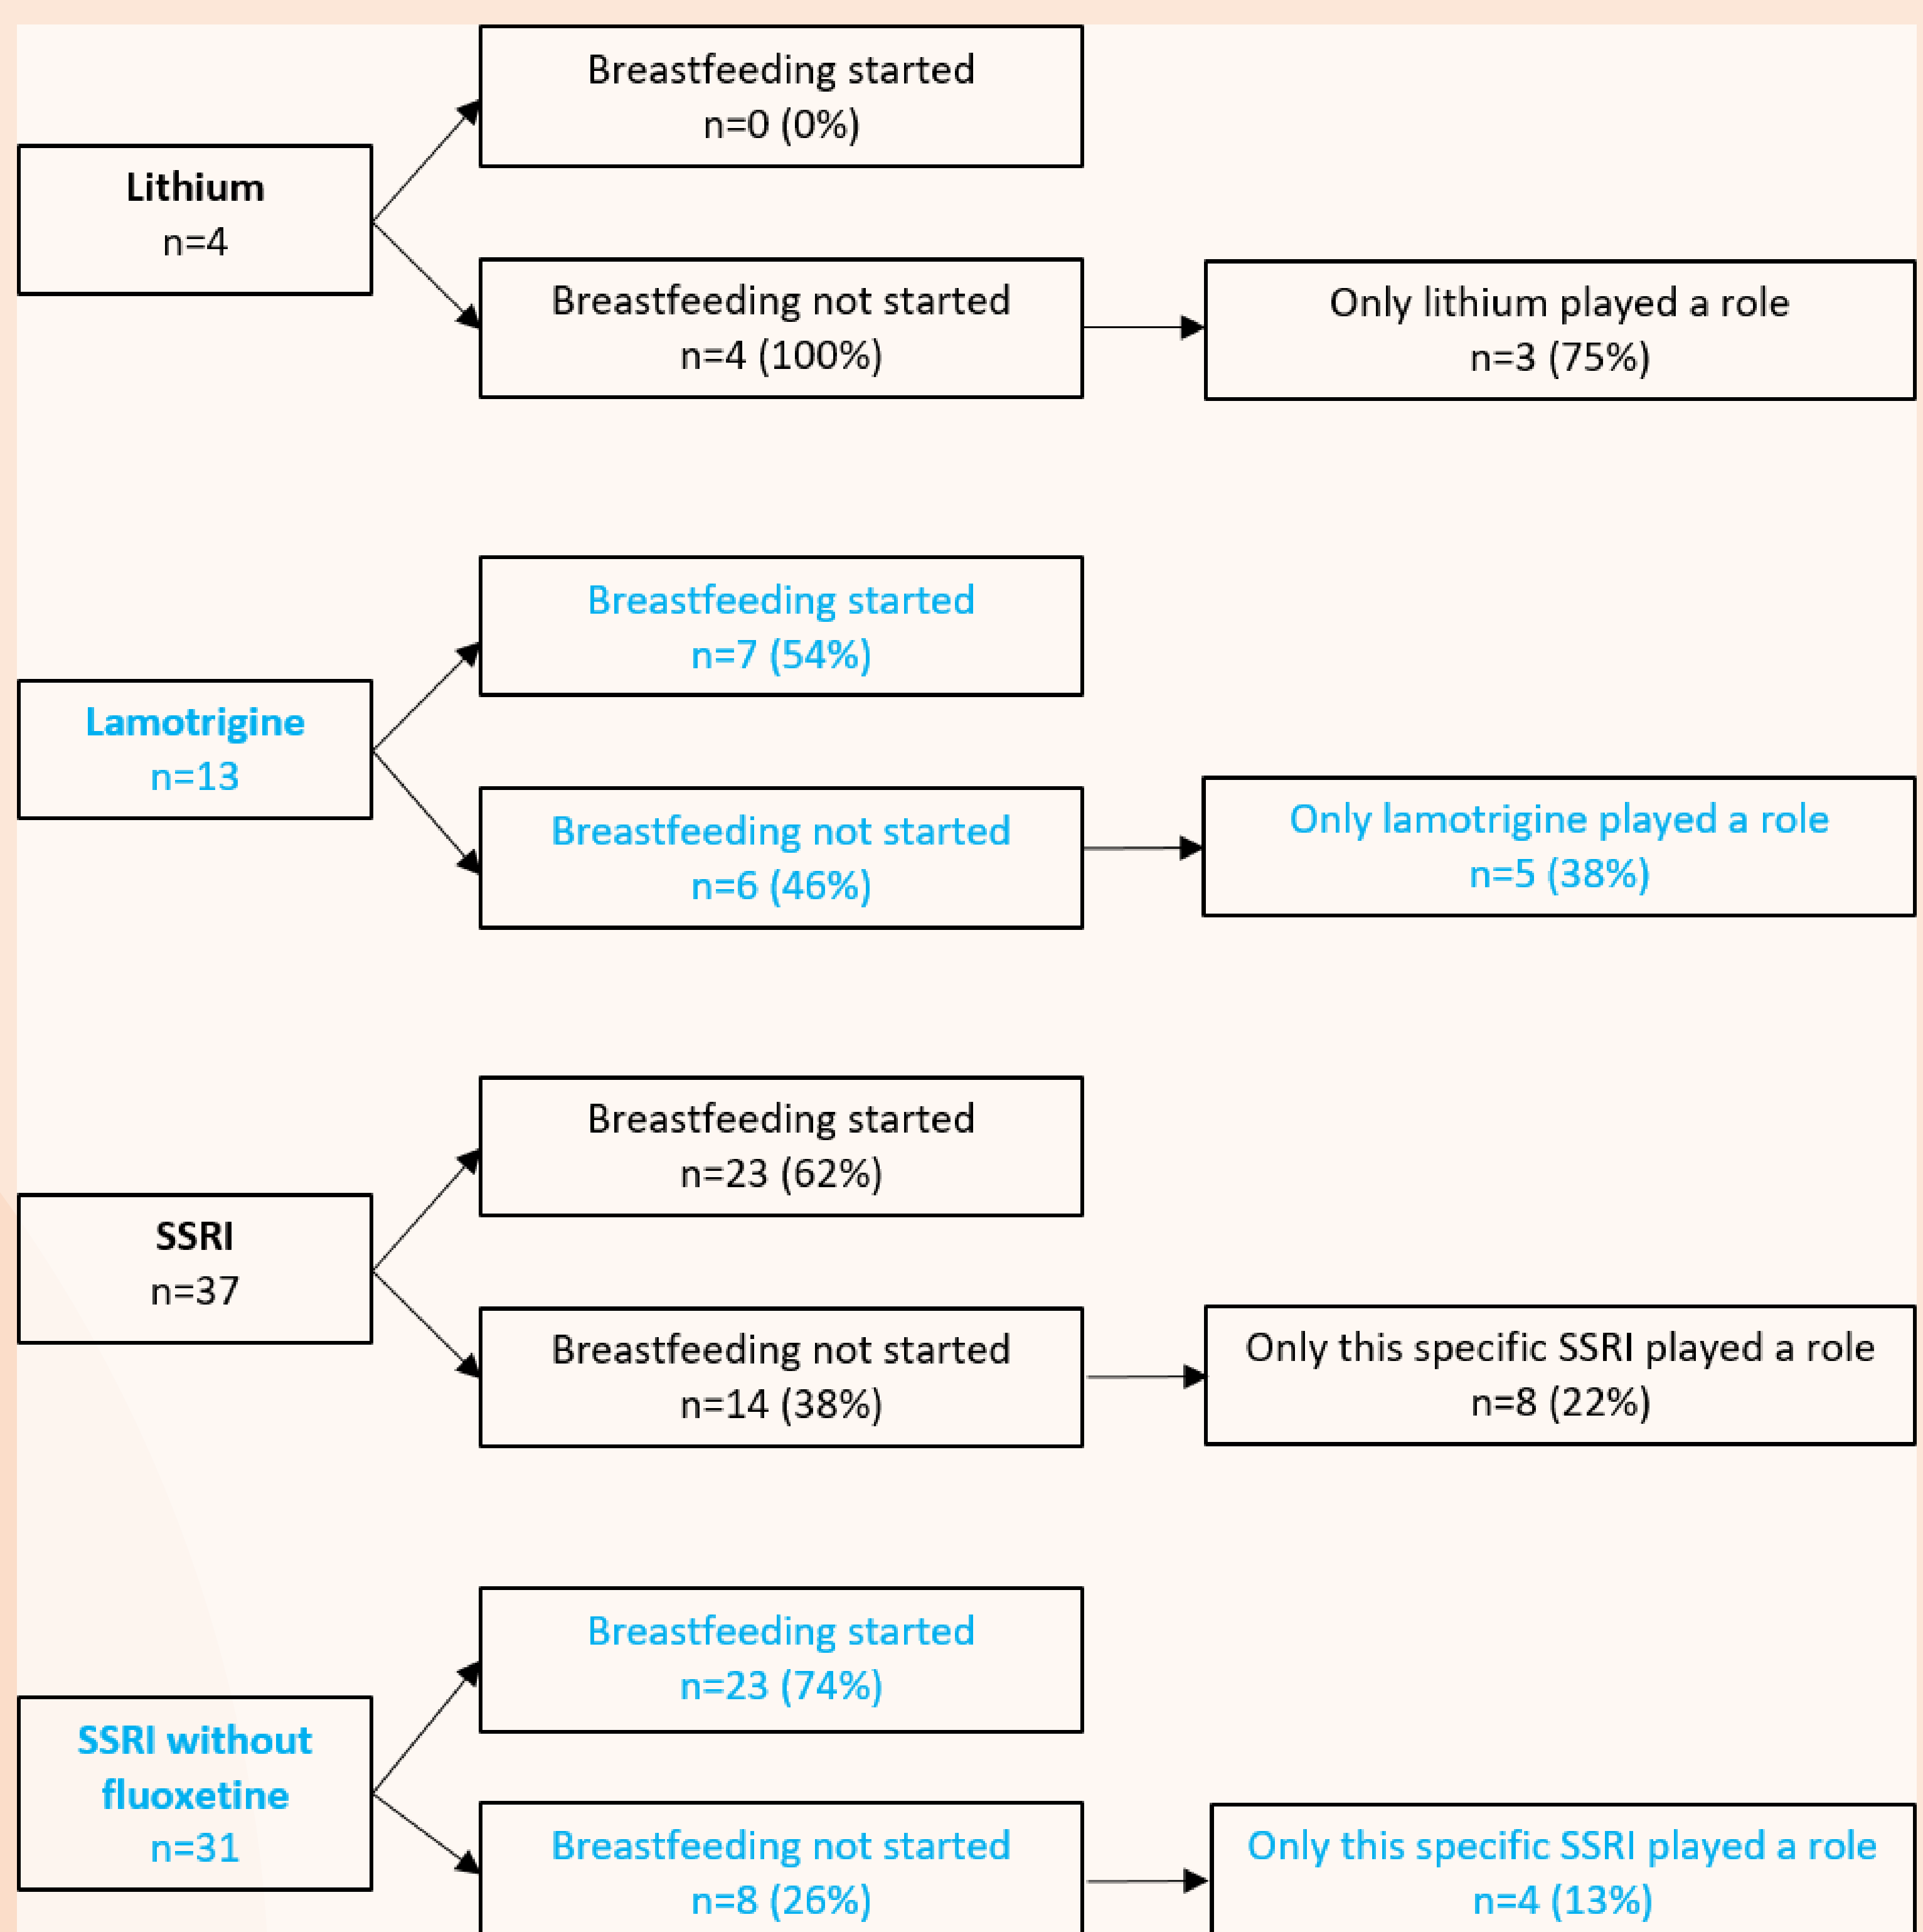 Breastfeeding started
n=0 (0%)
Lithium
n=4
Breastfeeding not started
n=4 (100%)
Only lithium played a role
n=3 (75%)
Breastfeeding started
n=7 (54%)
Lamotrigine
n=13
Breastfeeding not started
n=6 (46%)
Only lamotrigine played a role
n=5 (38%)
Breastfeeding started
n=23 (62%)
SSRI
n=37
Breastfeeding not started
n=14 (38%)
Only this specific SSRI played a role
n=8 (22%)
Breastfeeding started
n=23 (74%)
SSRI without
fluoxetine
n=31
Breastfeeding not started
n=8 (26%)
Only this specific SSRI played a role
n=4 (13%)